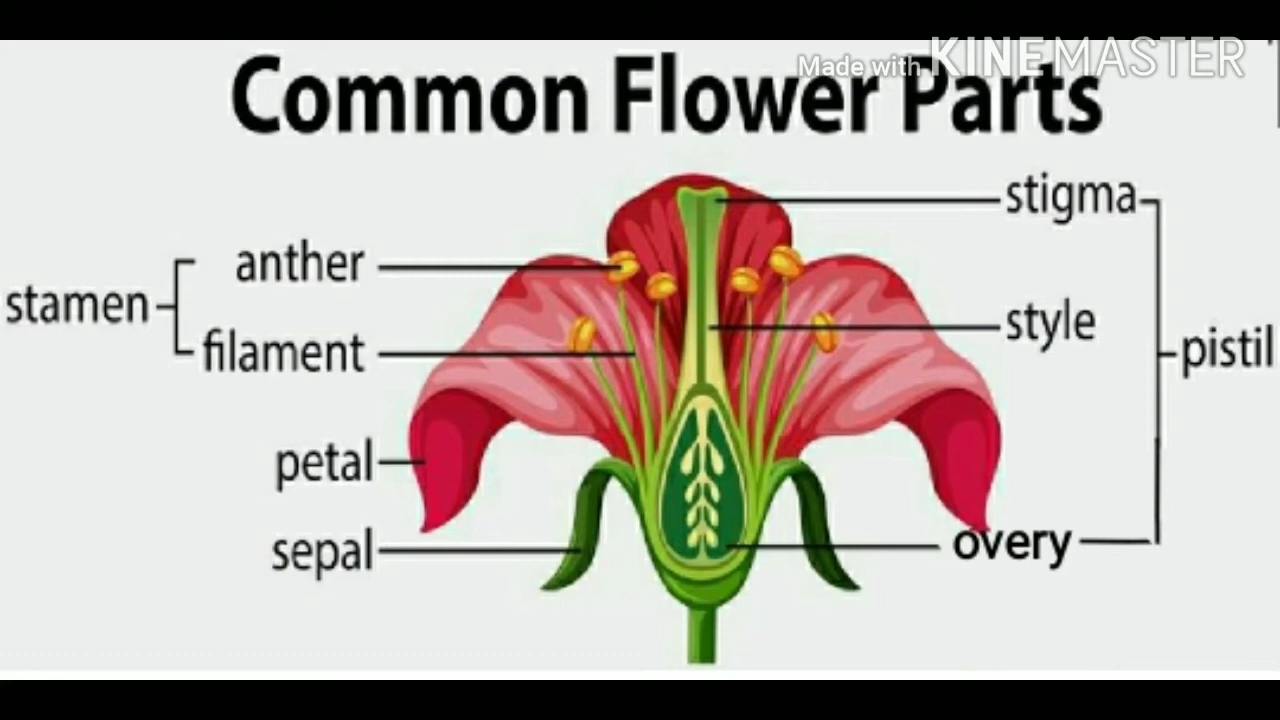 Made with KINEMASTER
Common Flower Parts
stigma
anther
stamen
style
filament
pistil
petal
sepal
overy